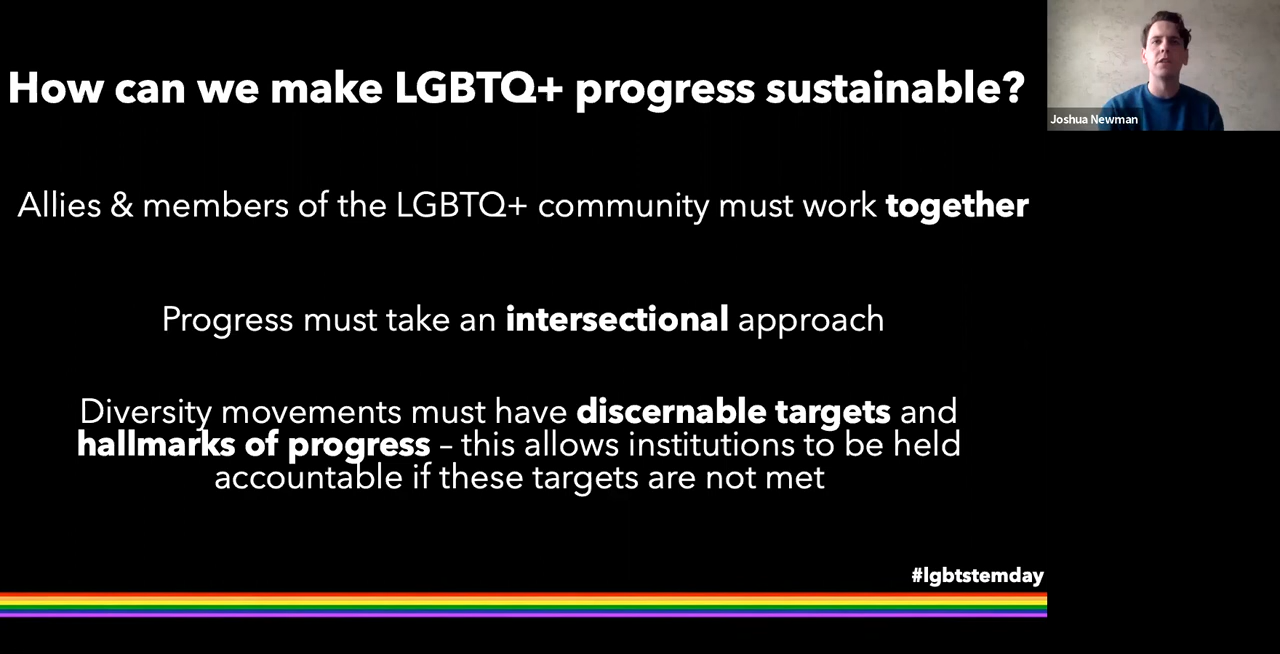 How can we make LGBTQ+ progress sustainable?
Joshua Newman
Allies & members of the LGBTQ+ community must work together
Progress must take an intersectional approach
Diversity movements must have discernable targets and
hallmarks of progress – this allows institutions to be held
accountable if these targets are not met
#lgbtstemday